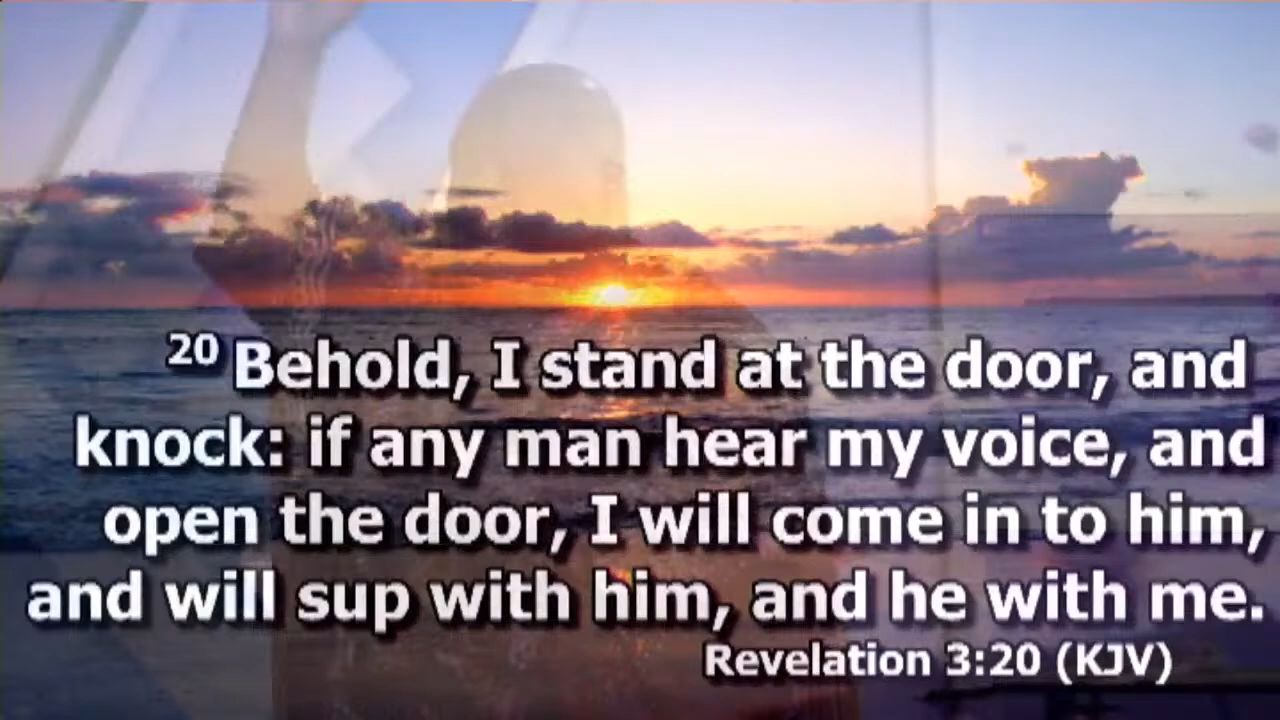 20 Behold, I stand at the door, and
knock: if any man hear my voice, and
open the door, I will come in to him,
and will sup with him, and he with me.
Revelation 3:20 (KJV)